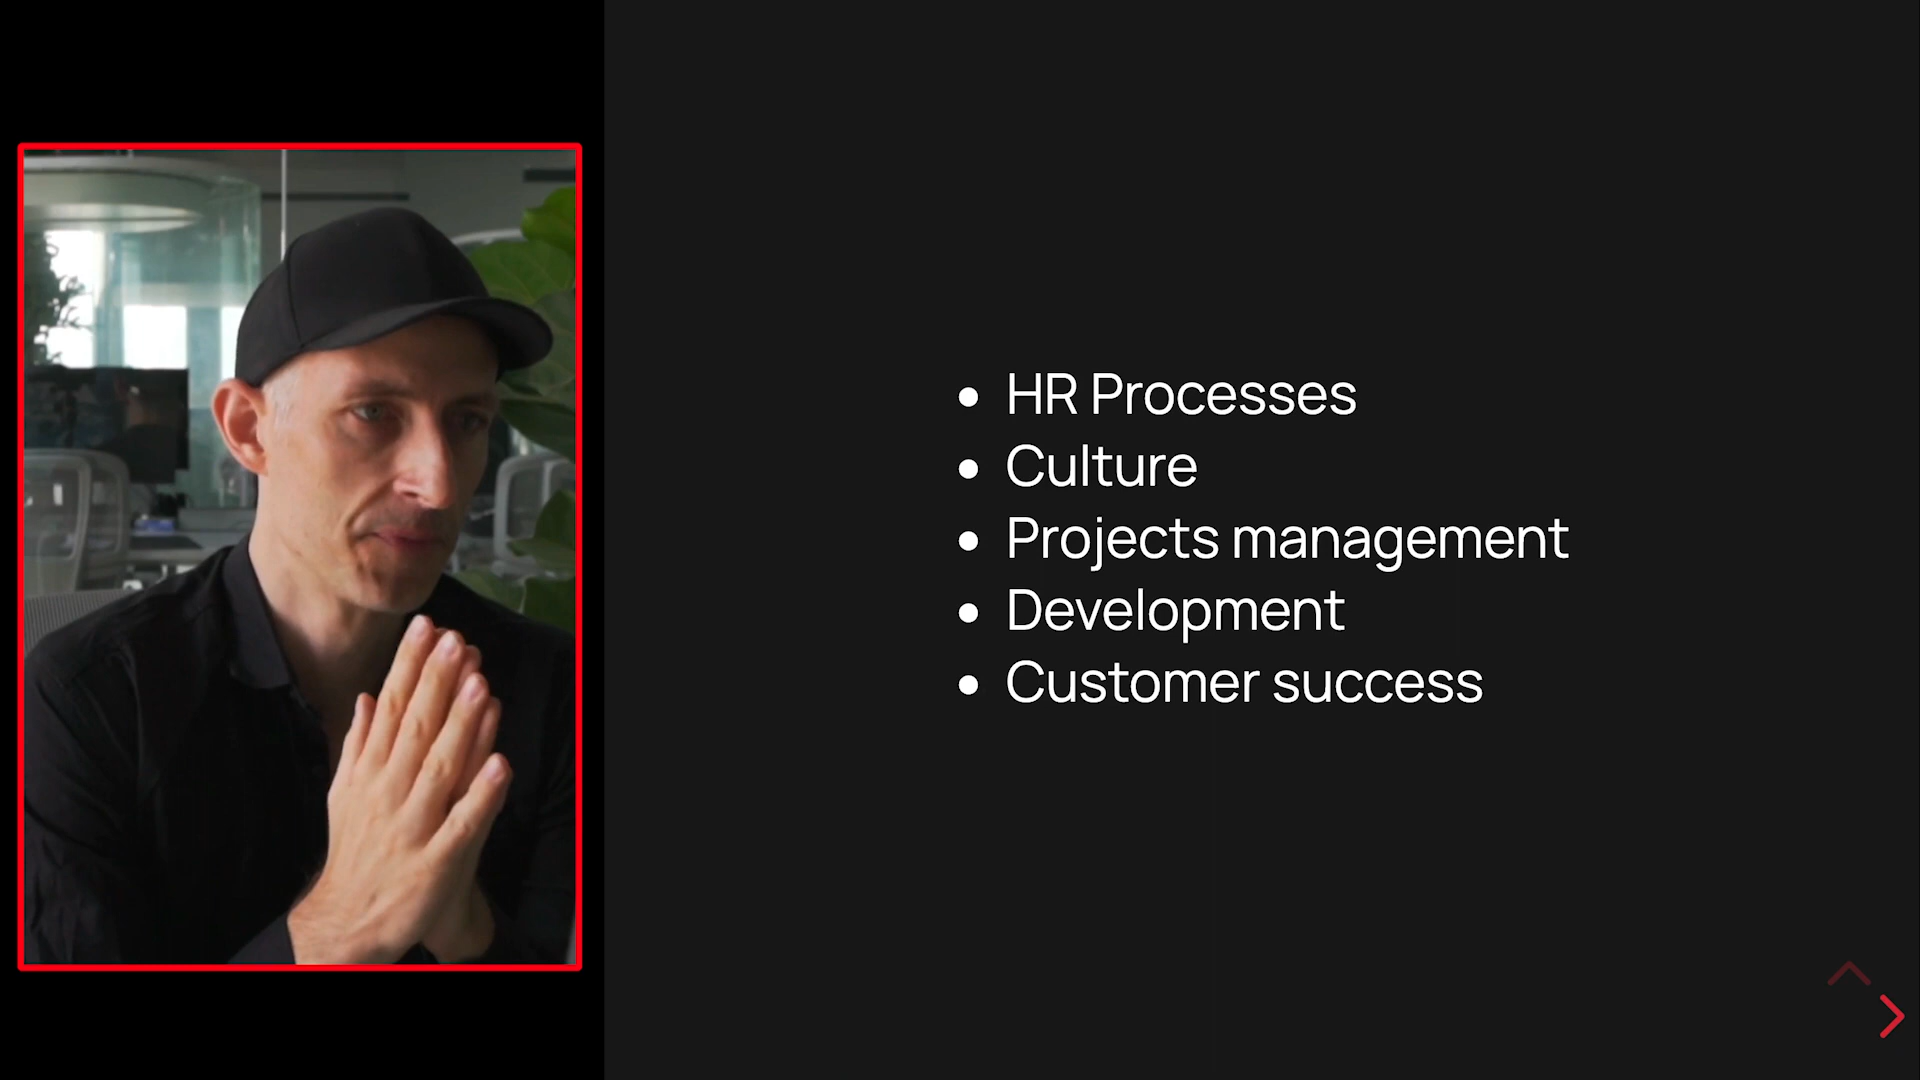 • HR Processes
• Culture
• Projects management
• Development
• Customer success